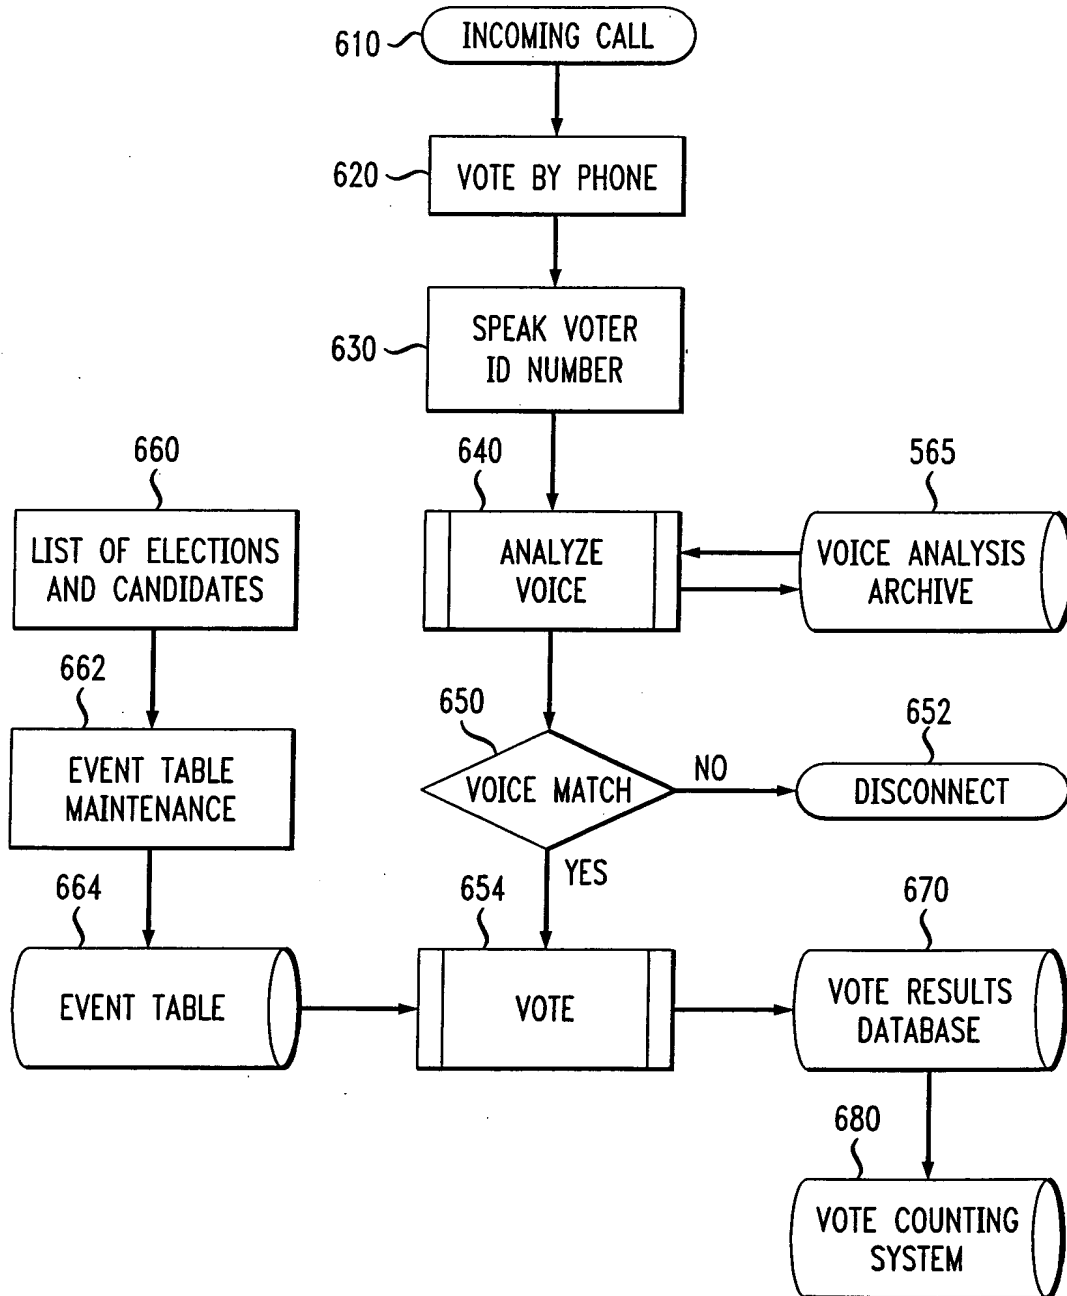 610
INCOMING CALL
620
VOTE BY PHONE
630
SPEAK VOTER
ID NUMBER
660
640
565
LIST OF ELECTIONS
AND CANDIDATES
ANALYZE
VOICE
VOICE ANALYSIS
ARCHIVE
662
650
652
EVENT TABLE
MAINTENANCE
VOICE MATCH
NO
DISCONNECT
YES
664
654
670
EVENT TABLE
VOTE
VOTE RESULTS
DATABASE
680
VOTE COUNTING
SYSTEM